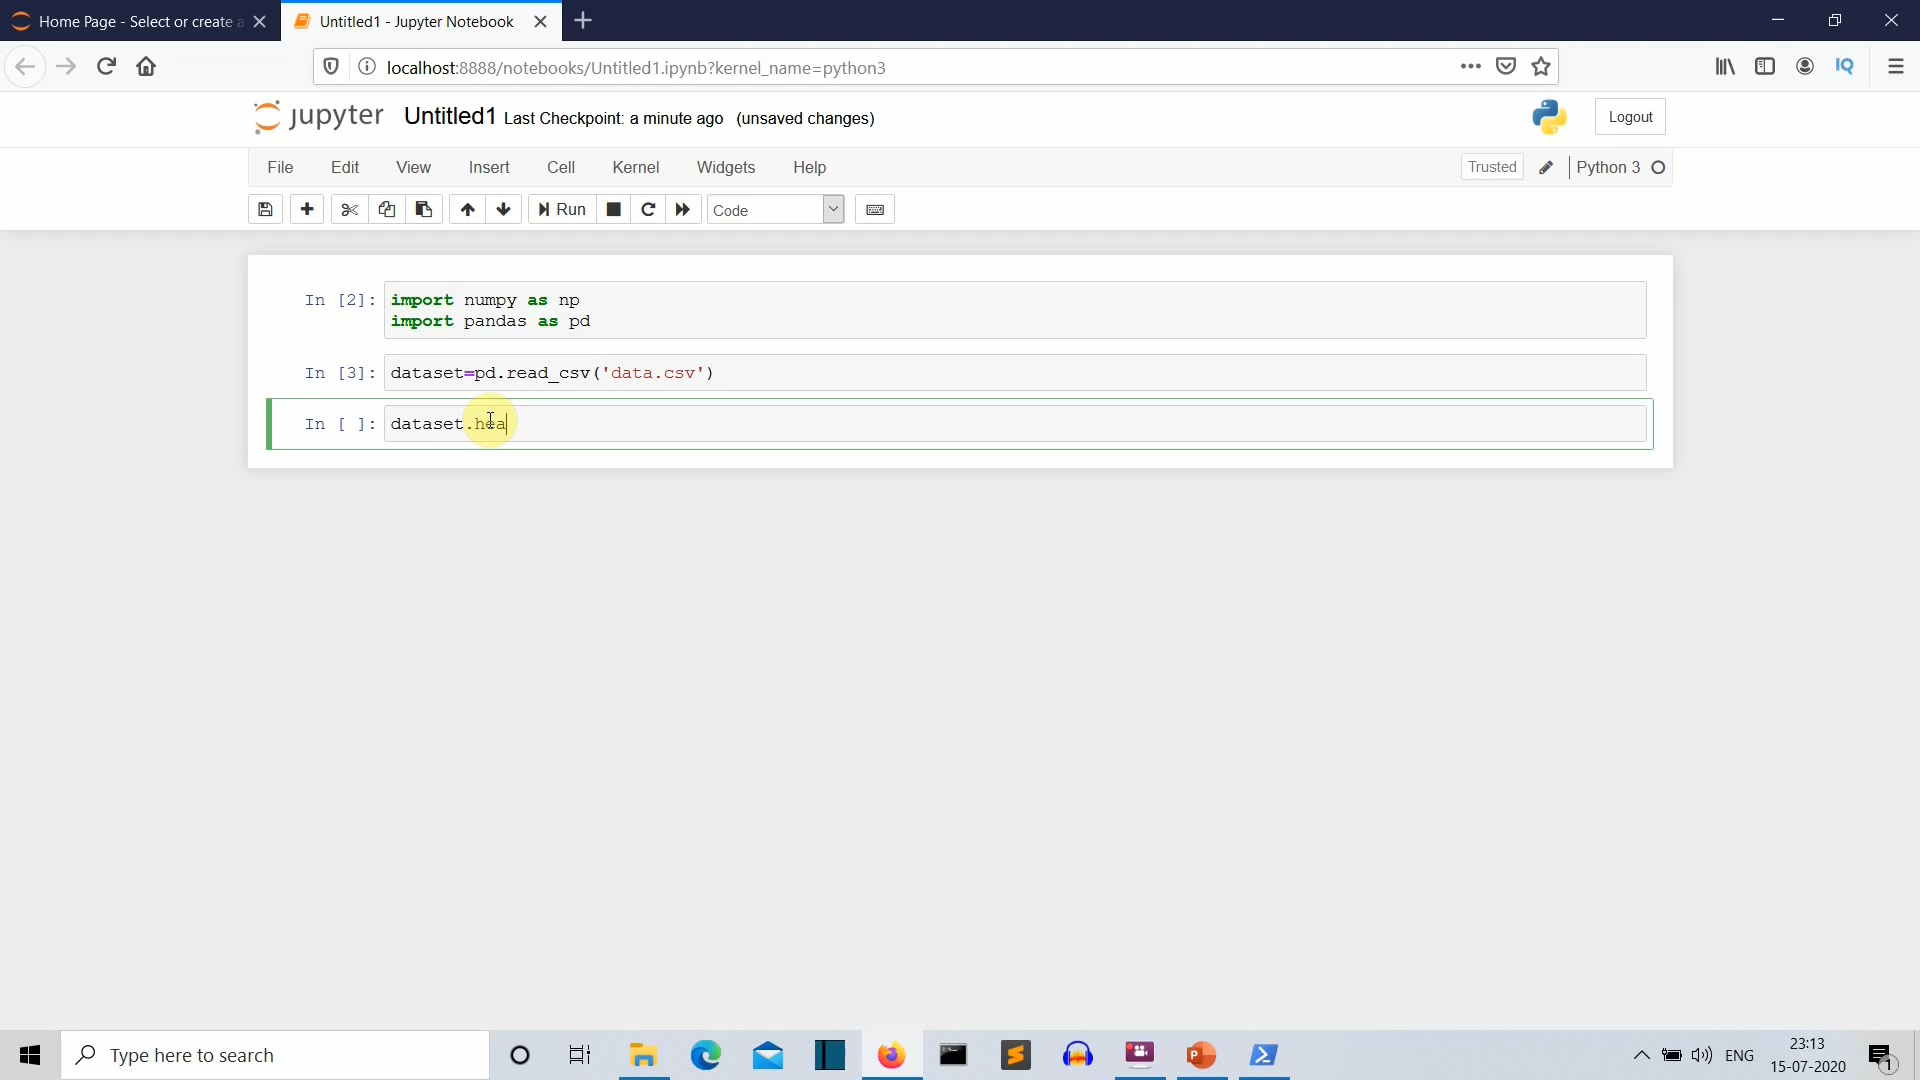 Home Page - Select or create a
Untitled1 - Jupyter Notebook
localhost:8888/notebooks/Untitled1.ipynb?kernel_name=python3
IQ
jupyter Untitled1 Last Checkpoint: a minute ago (unsaved changes)
Logout
File Edit View Insert Cell Kernel Widgets Help
Trusted Python 3
Run Code
In [2]: import numpy as np
import pandas as pd
In [3]: dataset=pd.read_csv('data.csv')
In [ ]: dataset.hea
Type here to search
ENG
23:13
15-07-2020
1